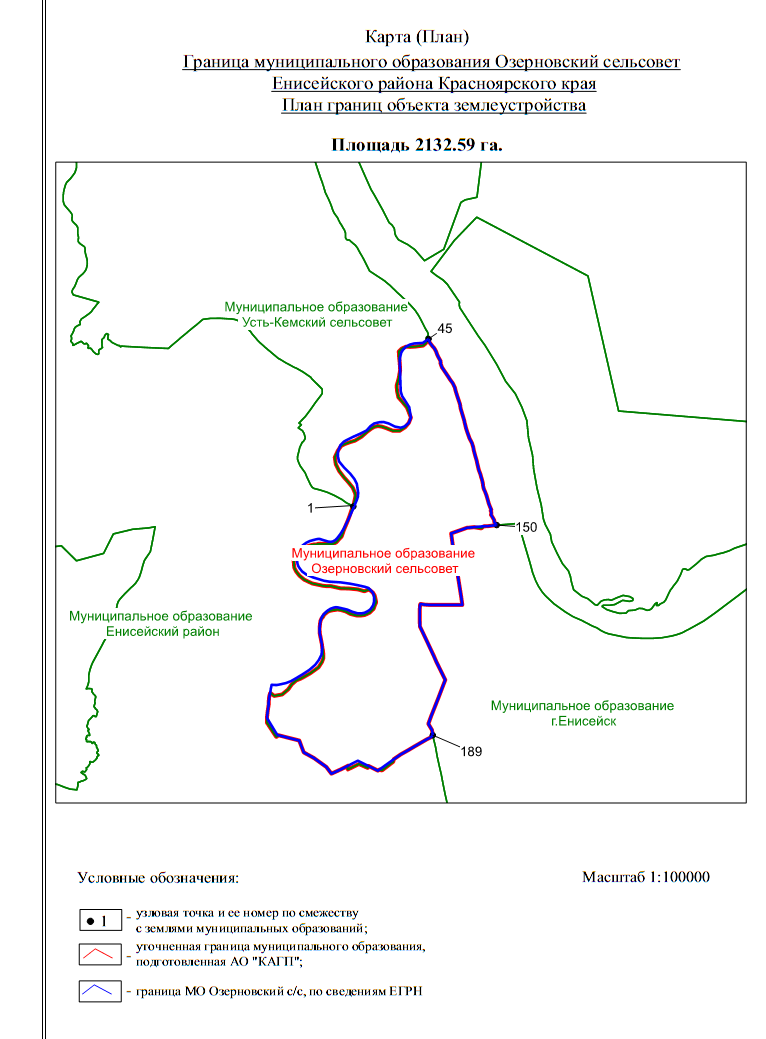 Карта (План)
Граница муниципального образования Озерновский сельсовет
Енисейского района Красноярского края
План границ объекта землеустройства
Площадь 2132.59 га.
Муниципальное образование
Усть-Кемский сельсовет
45
1
150
Муниципальное образование
Озерновский сельсовет
Муниципальное образование
Енисейский район
Муниципальное образование
г.Енисейск
189
Условные обозначения:
Масштаб 1:100000
1 - узловая точка и ее номер по смежеству
с землями муниципальных образований;
- уточненная граница муниципального образования,
подготовленная АО "КАГП";
- граница МО Озерновский с/с, по сведениям ЕГРН